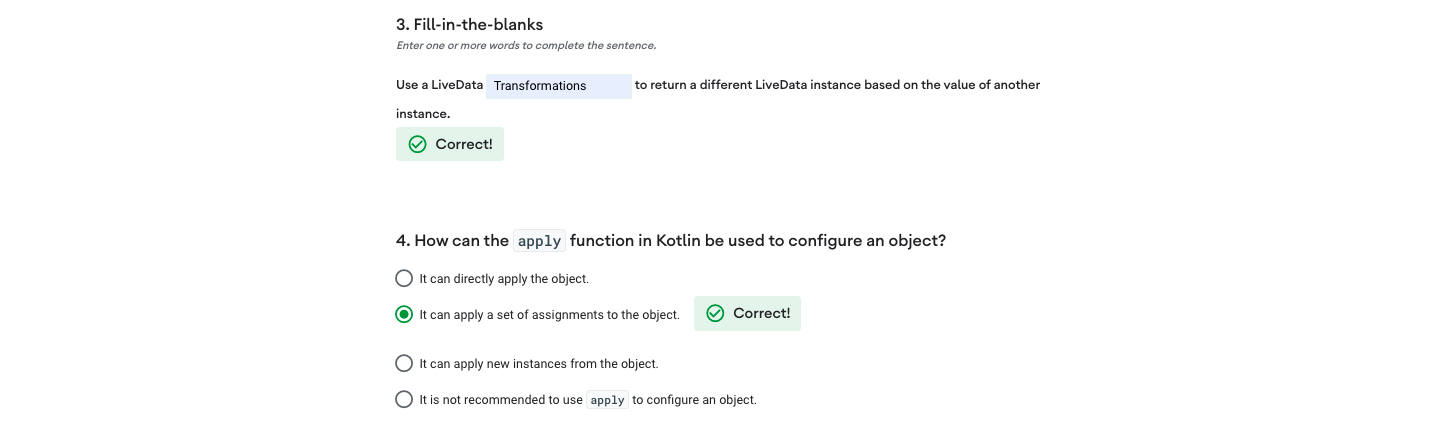 3. Fill-in-the-blanks
Enter one or more words to complete the sentence.
Use a LiveData Transformations to return a different LiveData instance based on the value of another
instance.
Correct!
4. How can the apply function in Kotlin be used to configure an object?
It can directly apply the object.
It can apply a set of assignments to the object. Correct!
It can apply new instances from the object.
It is not recommended to use apply to configure an object.